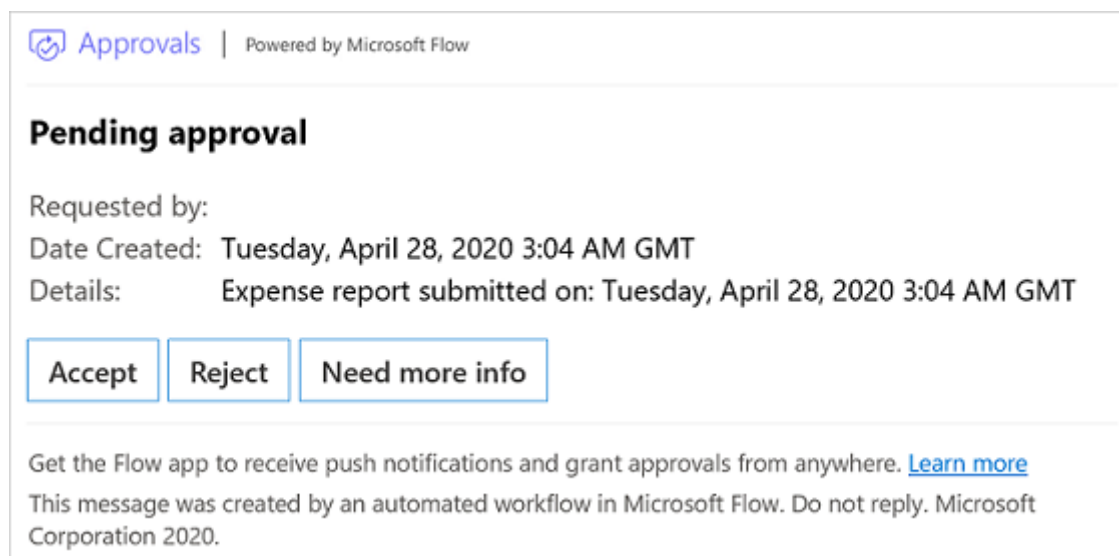 Approvals | Powered by Microsoft Flow
Pending approval
Requested by:
Date Created: Tuesday, April 28, 2020 3:04 AM GMT
Details: Expense report submitted on: Tuesday, April 28, 2020 3:04 AM GMT
Accept Reject Need more info
Get the Flow app to receive push notifications and grant approvals from anywhere. Learn more
This message was created by an automated workflow in Microsoft Flow. Do not reply. Microsoft
Corporation 2020.